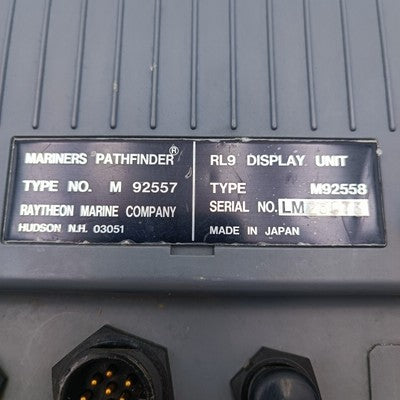 MARINERS PATHFINDER®
TYPE NO. M 92557
RAYTHEON MARINE COMPANY
HUDSON N.H. 03051
RL9 DISPLAY UNIT
TYPE M92558
SERIAL NO.
MADE IN JAPAN